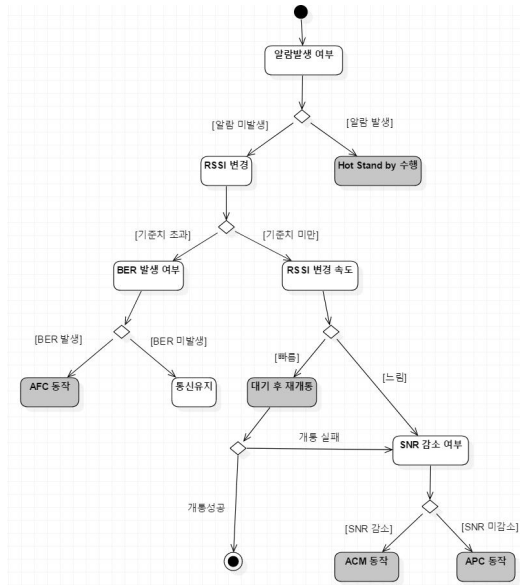 알람발생 여부
[알람 미발생]
[알람 발생]
RSSI 변경
Hot Stand by 수행
[기준치 초과]
[기준치 미만]
BER 발생 여부
RSSI 변경 속도
[BER 발생]
[BER 미발생]
[빠름]
[느림]
AFC 동작
통신유지
대기 후 재개통
개통 실패
SNR 감소 여부
개통성공
[SNR 감소]
[SNR 미감소]
ACM 동작
APC 동작